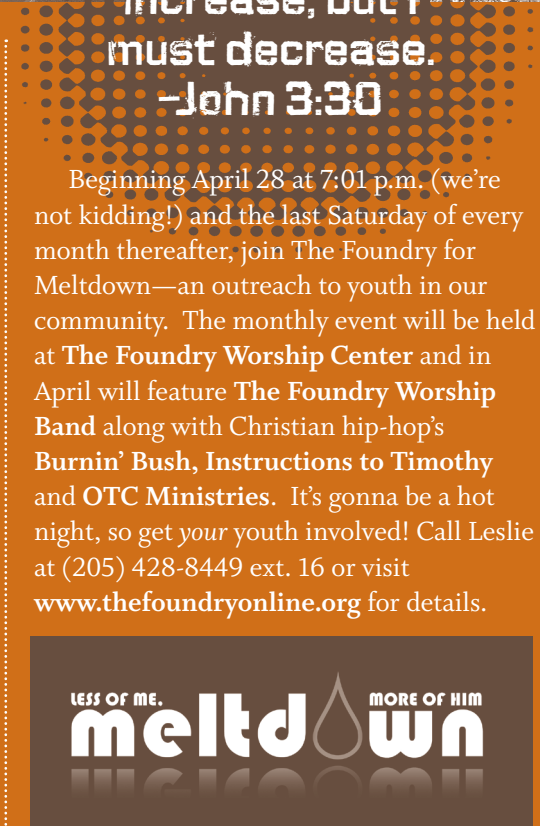 increase, but I
must decrease.
–John 3:30
Beginning April 28 at 7:01 p.m. (we’re
not kidding!) and the last Saturday of every
month thereafter, join The Foundry for
Meltdown—an outreach to youth in our
community.  The monthly event will be held
at The Foundry Worship Center and in
April will feature The Foundry Worship
Band along with Christian hip-hop’s
Burnin’ Bush, Instructions to Timothy
and OTC Ministries.  It’s gonna be a hot
night, so get your youth involved! Call Leslie
at (205) 428-8449 ext. 16 or visit
www.thefoundryonline.org for details.
LESS OF ME. MORE OF HIM
meltdown